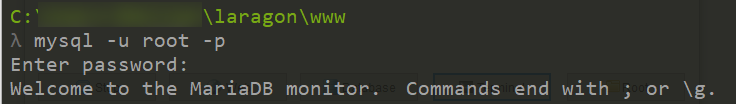 C:\ \laragon\www
λ mysql -u root -p
Enter password:
Welcome to the MariaDB monitor.  Commands end with ; or \g.